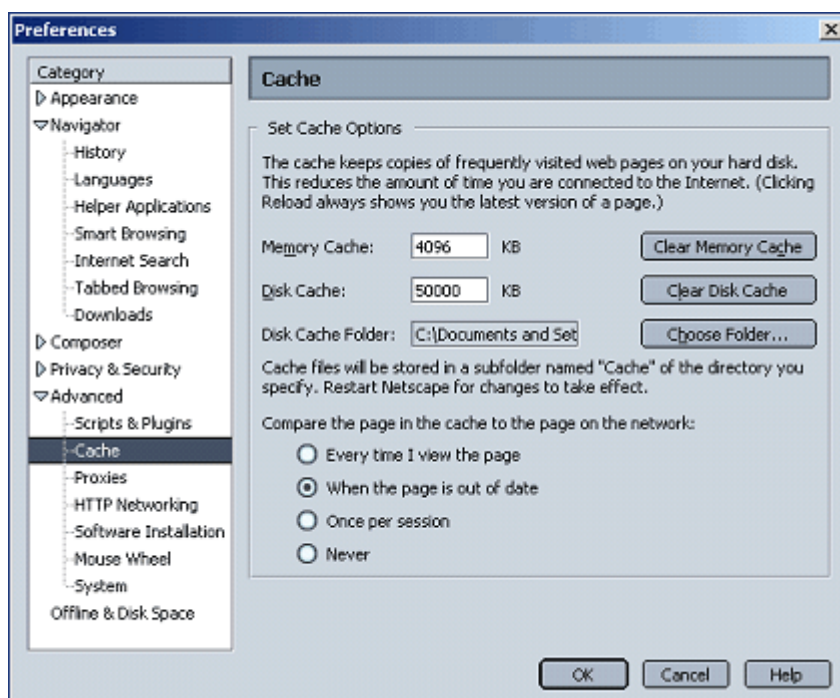 Preferences
Category
Appearance
Navigator
History
Languages
Helper Applications
Smart Browsing
Internet Search
Tabbed Browsing
Downloads
Composer
Privacy & Security
Advanced
Scripts & Plugins
Cache
Proxies
HTTP Networking
Software Installation
Mouse Wheel
System
Offline & Disk Space
Cache
Set Cache Options
The cache keeps copies of frequently visited web pages on your hard disk.
This reduces the amount of time you are connected to the Internet. (Clicking
Reload always shows you the latest version of a page.)
Memory Cache: 4096 KB Clear Memory Cache
Disk Cache: 50000 KB Clear Disk Cache
Disk Cache Folder: C:\Documents and Set Choose Folder...
Cache files will be stored in a subfolder named "Cache" of the directory you
specify. Restart Netscape for changes to take effect.
Compare the page in the cache to the page on the network:
Every time I view the page
When the page is out of date
Once per session
Never
OK Cancel Help